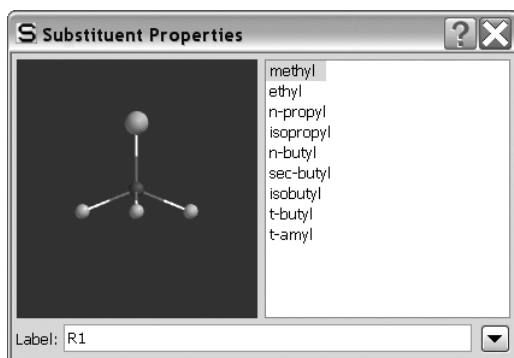 S Substituent Properties ?
methyl
ethyl
n-propyl
isopropyl
n-butyl
sec-butyl
isobutyl
t-butyl
t-amyl
Label: R1